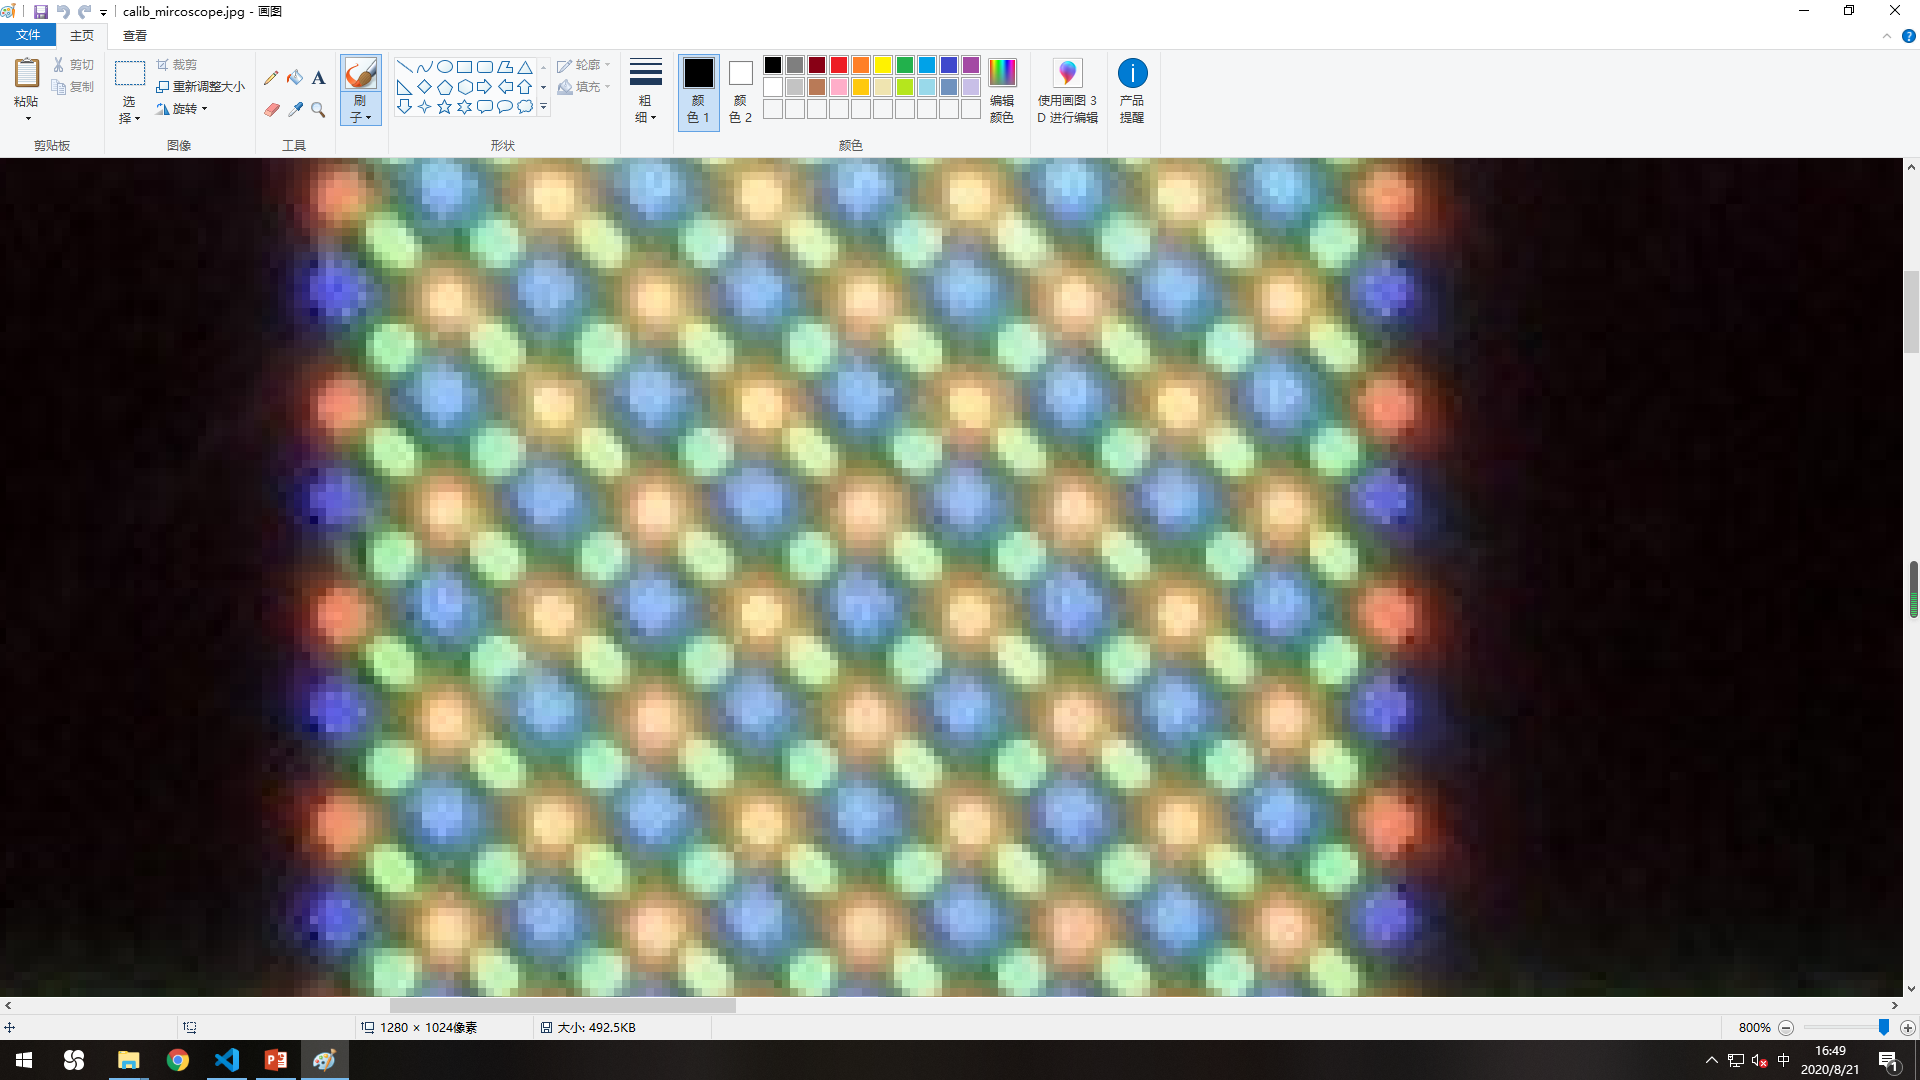 calib_mircoscope.jpg - 画图
文件 主页 查看
粘贴
剪切
复制
剪贴板
选
择
裁剪
重新调整大小
旋转
图像
A
工具
刷
子
轮廓
填充
形状
粗
细
颜
色 1
颜
色 2
编辑
颜色
颜色
使用画图 3
D 进行编辑
产品
提醒
1280 × 1024像素
大小: 492.5KB
800%
中
16:49
2020/8/21
1